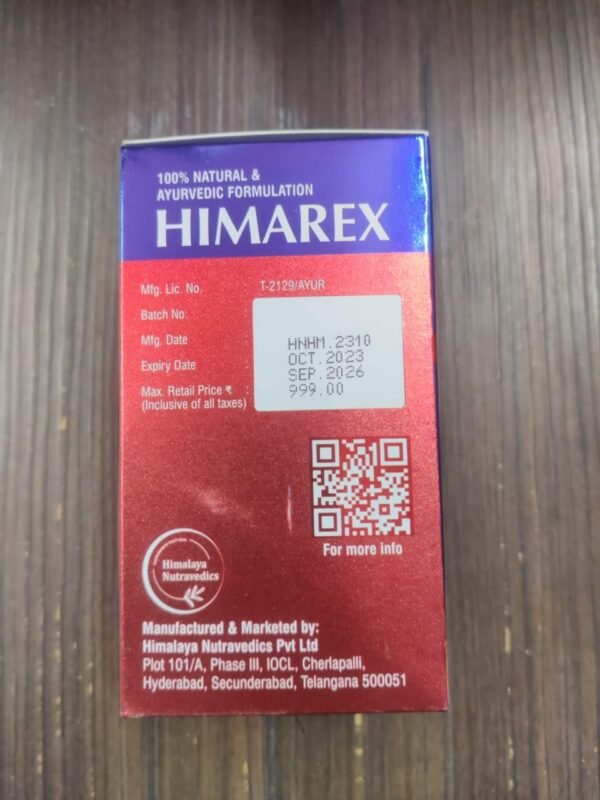 100% NATURAL &
AYURVEDIC FORMULATION
HIMAREX
Mfg. Lic. No. : T-2129/AYUR
Batch No.
HNHM.2310
Mfg. Date
OCT.2023
Expiry Date
SEP.2026
Max. Retail Price ₹ :
999.00
(Inclusive of all taxes)
For more info
Himalaya
Nutravedics
Manufactured & Marketed by:
Himalaya Nutravedics Pvt Ltd
Plot 101/A, Phase III, IOCL, Cherlapalli,
Hyderabad, Secunderabad, Telangana 500051